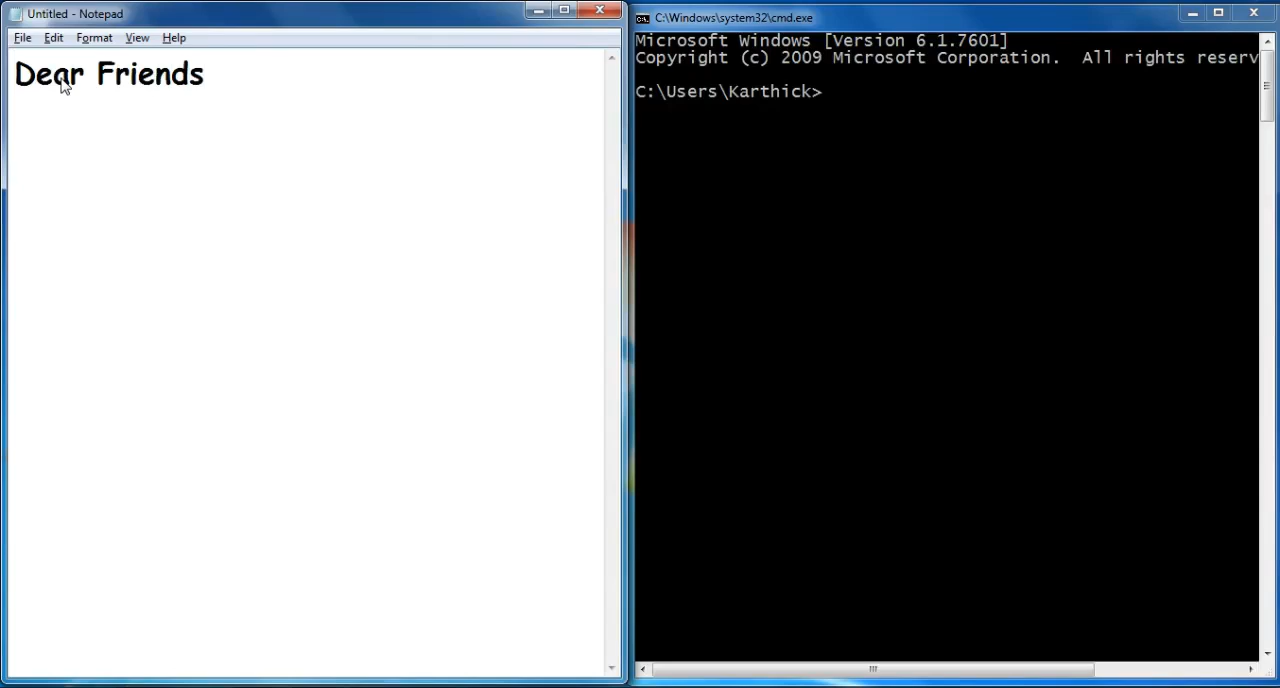 Untitled - Notepad
File Edit Format View Help
Dear Friends
C:\Windows\system32\cmd.exe
Microsoft Windows [Version 6.1.7601]
Copyright (c) 2009 Microsoft Corporation.  All rights reserv
C:\Users\Karthick>